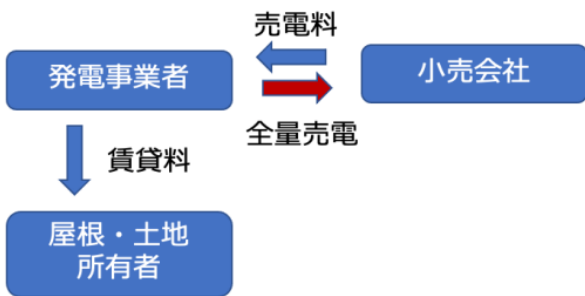 売電料
発電事業者
小売会社
全量売電
賃貸料
屋根・土地
所有者